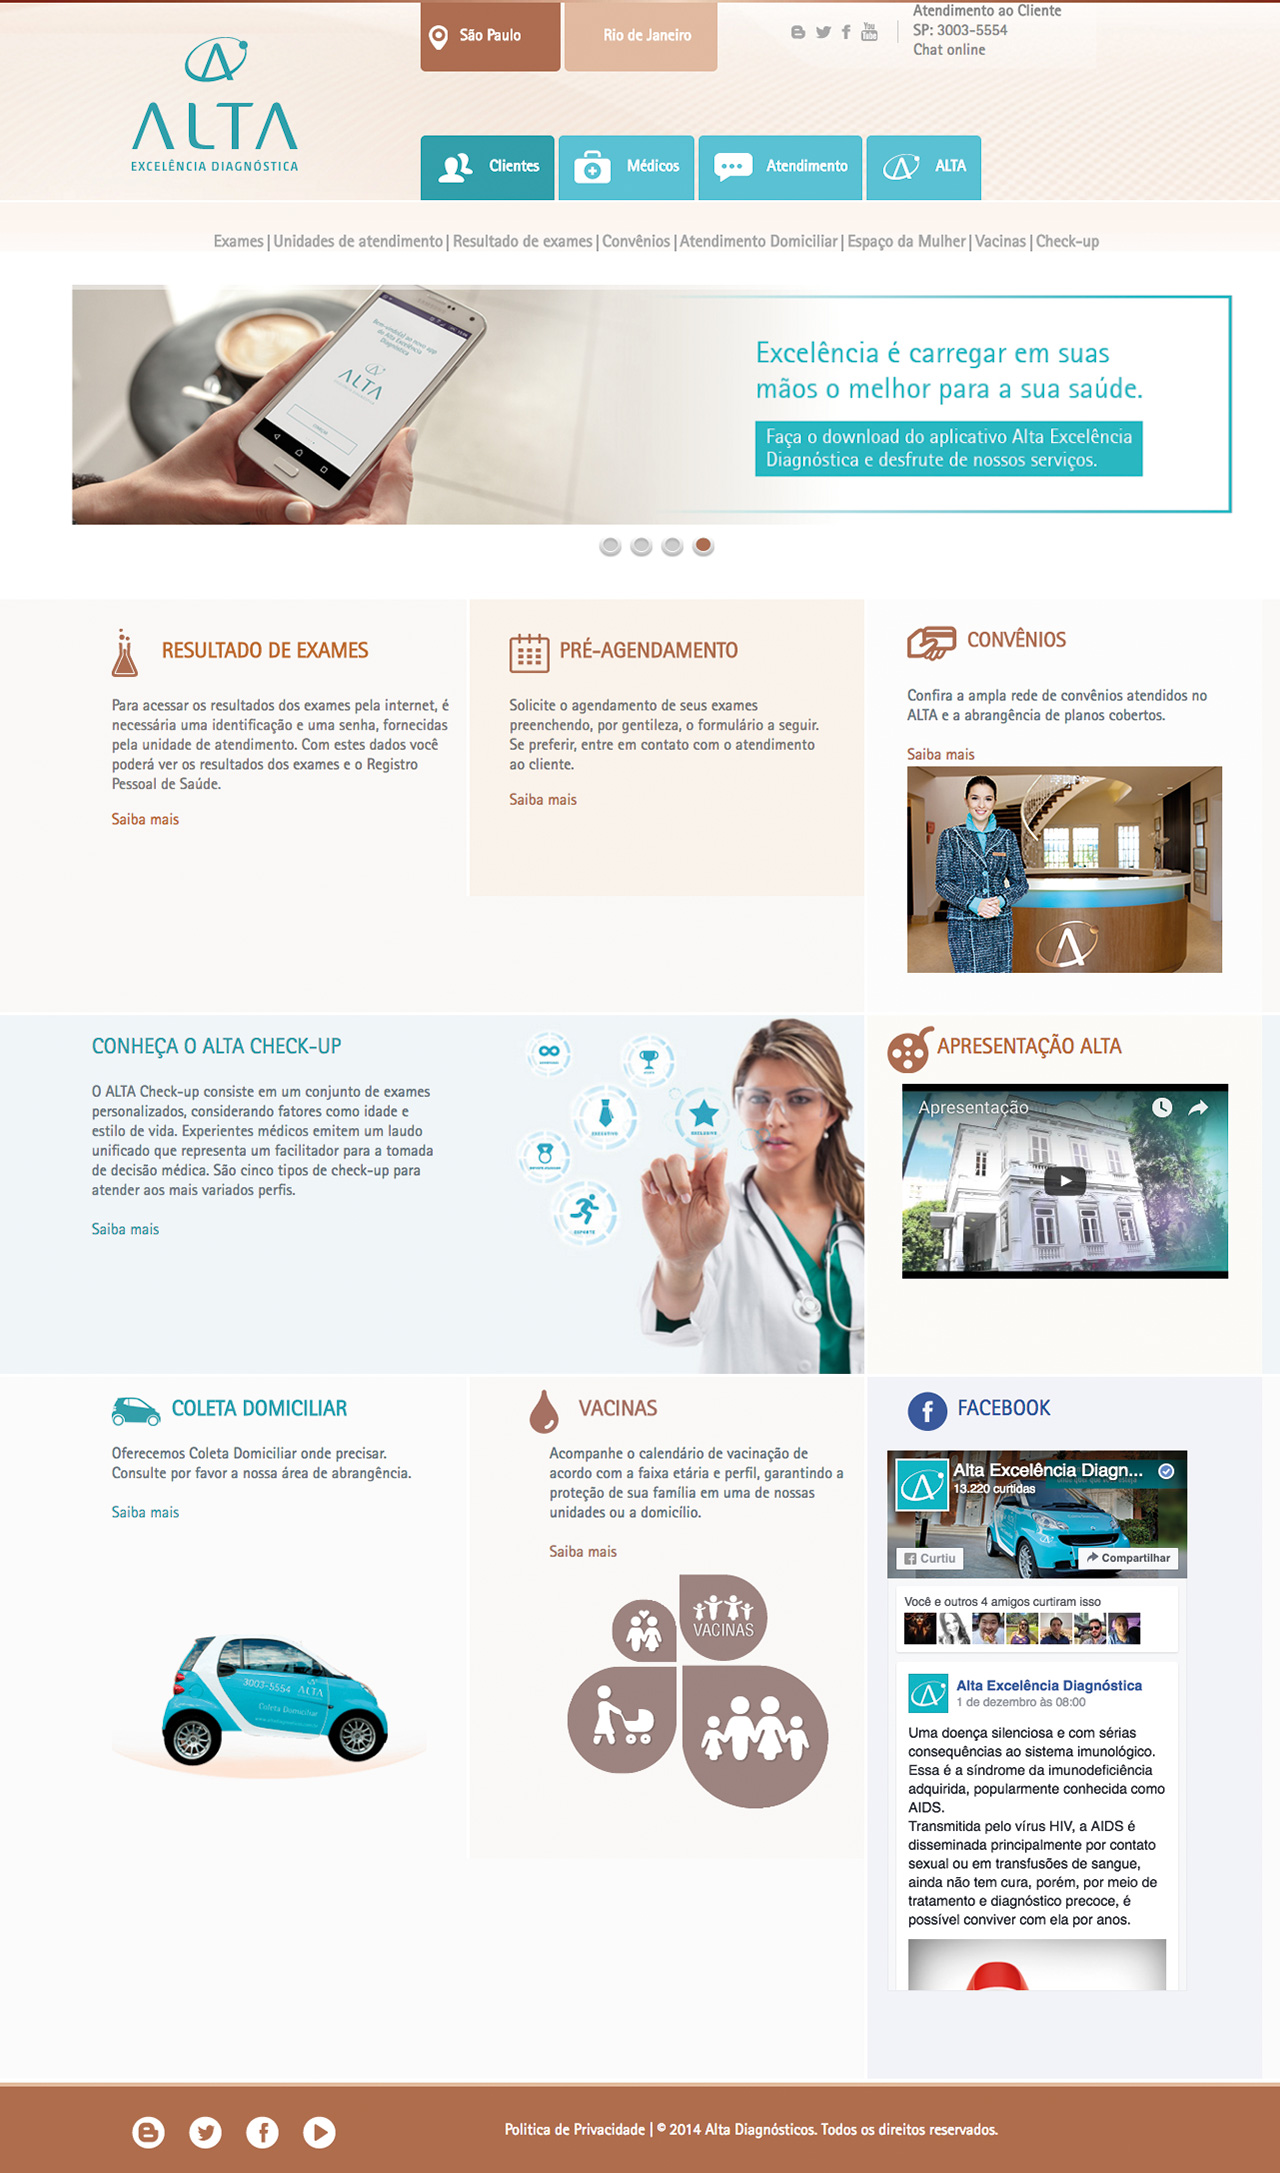 São Paulo
Rio de Janeiro
You
Tube
Atendimento ao Cliente
SP: 3003-5554
Chat online
ALTA
EXCELÊNCIA DIAGNÓSTICA
Clientes
Médicos
Atendimento
ALTA
Exames | Unidades de atendimento | Resultado de exames | Convênios | Atendimento Domiciliar | Espaço da Mulher | Vacinas | Check-up
Bem-vindo(a) ao novo app
da Alta Excelência
Diagnóstica
ALTA
Excelência é carregar em suas
mãos o melhor para a sua saúde.
Faça o download do aplicativo Alta Excelência
Diagnóstica e desfrute de nossos serviços.
RESULTADO DE EXAMES
Para acessar os resultados dos exames pela internet, é
necessária uma identificação e uma senha, fornecidas
pela unidade de atendimento. Com estes dados você
poderá ver os resultados dos exames e o Registro
Pessoal de Saúde.
Saiba mais
PRÉ-AGENDAMENTO
Solicite o agendamento de seus exames
preenchendo, por gentileza, o formulário a seguir.
Se preferir, entre em contato com o atendimento
ao cliente.
Saiba mais
CONVÊNIOS
Confira a ampla rede de convênios atendidos no
ALTA e a abrangência de planos cobertos.
Saiba mais
CONHEÇA O ALTA CHECK-UP
O ALTA Check-up consiste em um conjunto de exames
personalizados, considerando fatores como idade e
estilo de vida. Experientes médicos emitem um laudo
unificado que representa um facilitador para a tomada
de decisão médica. São cinco tipos de check-up para
atender aos mais variados perfis.
Saiba mais
EXECUTIVO
EXCLUSIVE
ESPORTE
APRESENTAÇÃO ALTA
Apresentação
COLETA DOMICILIAR
Oferecemos Coleta Domiciliar onde precisar.
Consulte por favor a nossa área de abrangência.
Saiba mais
3003-5554 ALTA
Coleta Domiciliar
VACINAS
Acompanhe o calendário de vacinação de
acordo com a faixa etária e perfil, garantindo a
proteção de sua família em uma de nossas
unidades ou a domicílio.
Saiba mais
VACINAS
FACEBOOK
Alta Excelência Diagn...
13.220 curtidas
Curtiu
Compartilhar
Você e outros 4 amigos curtiram isso
Alta Excelência Diagnóstica
1 de dezembro às 08:00
Uma doença silenciosa e com sérias
consequências ao sistema imunológico.
Essa é a síndrome da imunodeficiência
adquirida, popularmente conhecida como
AIDS.
Transmitida pelo vírus HIV, a AIDS é
disseminada principalmente por contato
sexual ou em transfusões de sangue,
ainda não tem cura, porém, por meio de
tratamento e diagnóstico precoce, é
possível conviver com ela por anos.
Politica de Privacidade | © 2014 Alta Diagnósticos. Todos os direitos reservados.